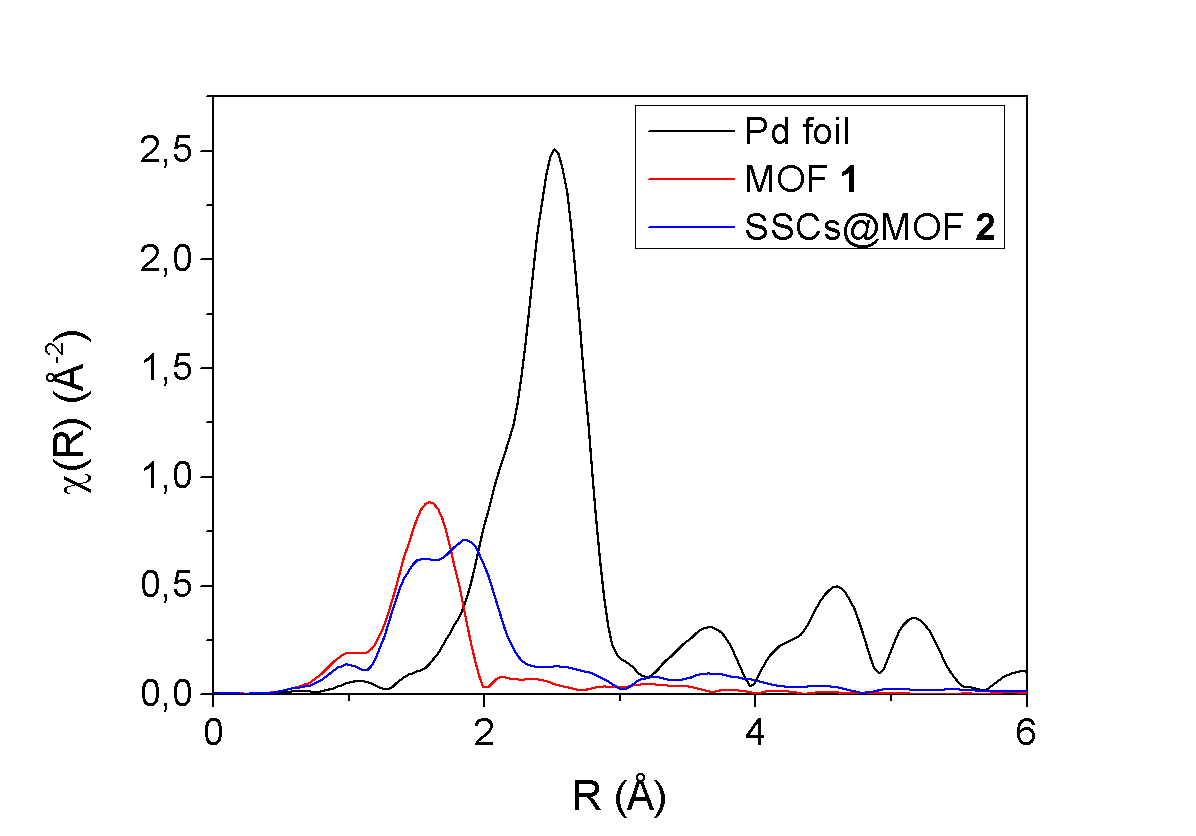 Pd foil
MOF 1
SSCs@MOF 2
2,5
2,0
1,5
1,0
0,5
0,0
χ(R) (Å⁻²)
0 2 4 6
R (Å)